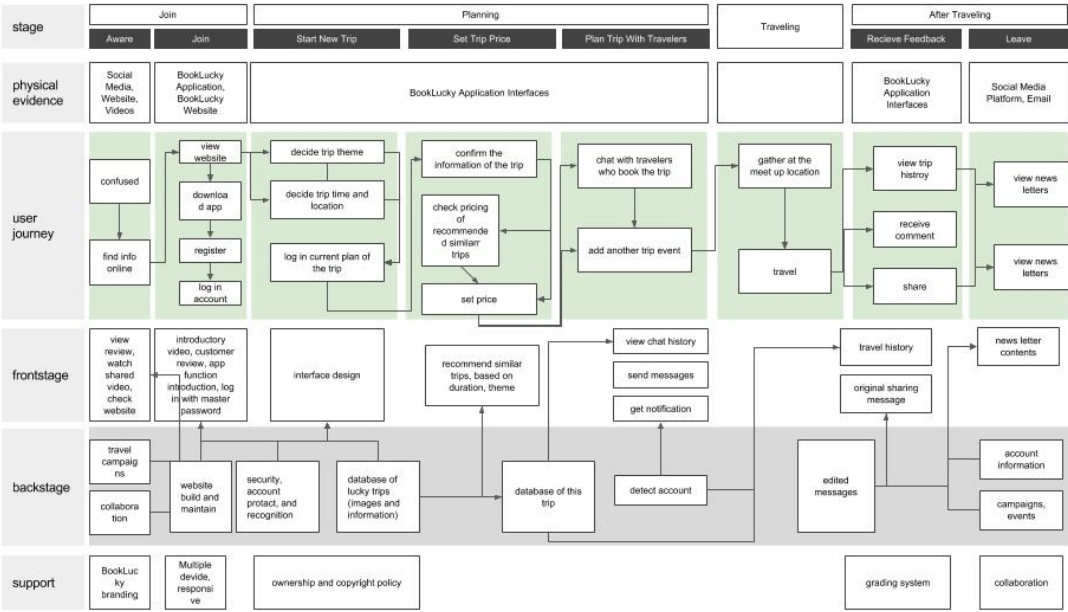 stage
Join
Planning
Traveling
After Traveling
Aware
Join
Start New Trip
Set Trip Price
Plan Trip With Travelers
Recieve Feedback
Leave
physical
evidence
Social
Media,
Website,
Videos
BookLucky
Application,
BookLucky
Website
BookLucky Application Interfaces
BookLucky
Application
Interfaces
Social Media
Platform, Email
user
journey
confused
find info
online
view
website
downloa
d app
register
log in
account
decide trip theme
decide trip time and
location
log in current plan of
the trip
confirm the
information of the trip
check pricing
of
recommende
d similarr
trips
set price
chat with travelers
who book the trip
add another trip event
gather at the
meet up location
travel
view trip
histroy
receive
comment
share
view news
letters
view news
letters
frontstage
view
review,
watch
shared
video,
check
website
introductory
video, customer
review, app
function
introduction, log
in with master
password
interface design
recommend similar
trips, based on
duration, theme
view chat history
send messages
get notification
travel history
original sharing
message
news letter
contents
backstage
travel
campaig
ns
collabora
tion
website
build and
maintain
security,
account
protact, and
recognition
database of
lucky trips
(images and
information)
database of this
trip
detect account
edited
messages
account
information
campaigns,
events
support
BookLuc
ky
branding
Multiple
devide,
responsi
ve
ownership and copyright policy
grading system
collaboration